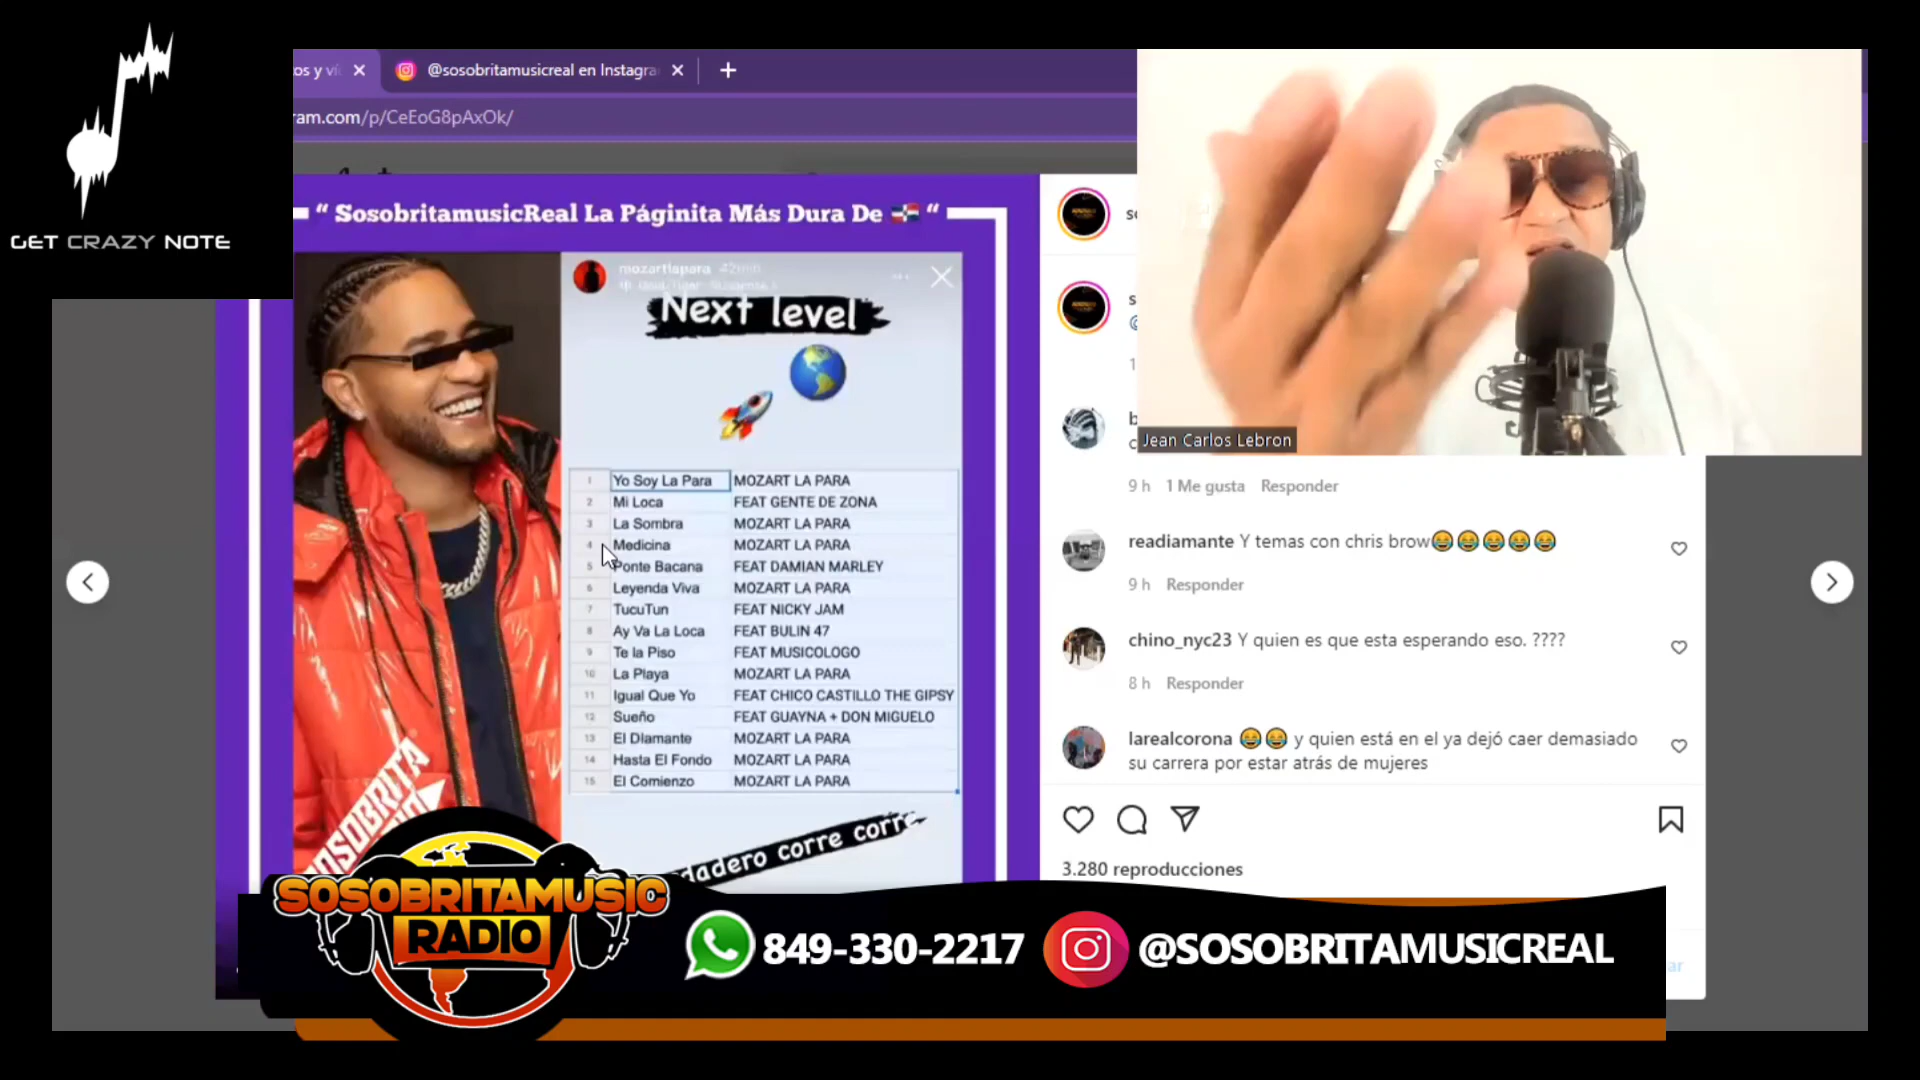 GET CRAZY NOTE
@sosobritamusicreal en Instagra
ram.com/p/CeEoG8pAxOk/
" SosobritamusicReal La Páginita Más Dura De "
mozartlapara 42min
Next level
1 Yo Soy La Para MOZART LA PARA
2 Mi Loca FEAT GENTE DE ZONA
3 La Sombra MOZART LA PARA
4 Medicina MOZART LA PARA
5 Ponte Bacana FEAT DAMIAN MARLEY
6 Leyenda Viva MOZART LA PARA
7 TucuTun FEAT NICKY JAM
8 Ay Va La Loca FEAT BULIN 47
9 Te la Piso FEAT MUSICOLOGO
10 La Playa MOZART LA PARA
11 Igual Que Yo FEAT CHICO CASTILLO THE GIPSY
12 Sueño FEAT GUAYNA + DON MIGUELO
13 El Diamante MOZART LA PARA
14 Hasta El Fondo MOZART LA PARA
15 El Comienzo MOZART LA PARA
dadero corre corre
Jean Carlos Lebron
9 h 1 Me gusta Responder
readiamante Y temas con chris brow😂😂😂😂😂
9 h Responder
chino_nyc23 Y quien es que esta esperando eso. ????
8 h Responder
larealcorona 😂😂 y quien está en el ya dejó caer demasiado
su carrera por estar atrás de mujeres
3.280 reproducciones
SOSOBRITA
SOSOBRITAMUSIC
RADIO
849-330-2217
@SOSOBRITAMUSICREAL